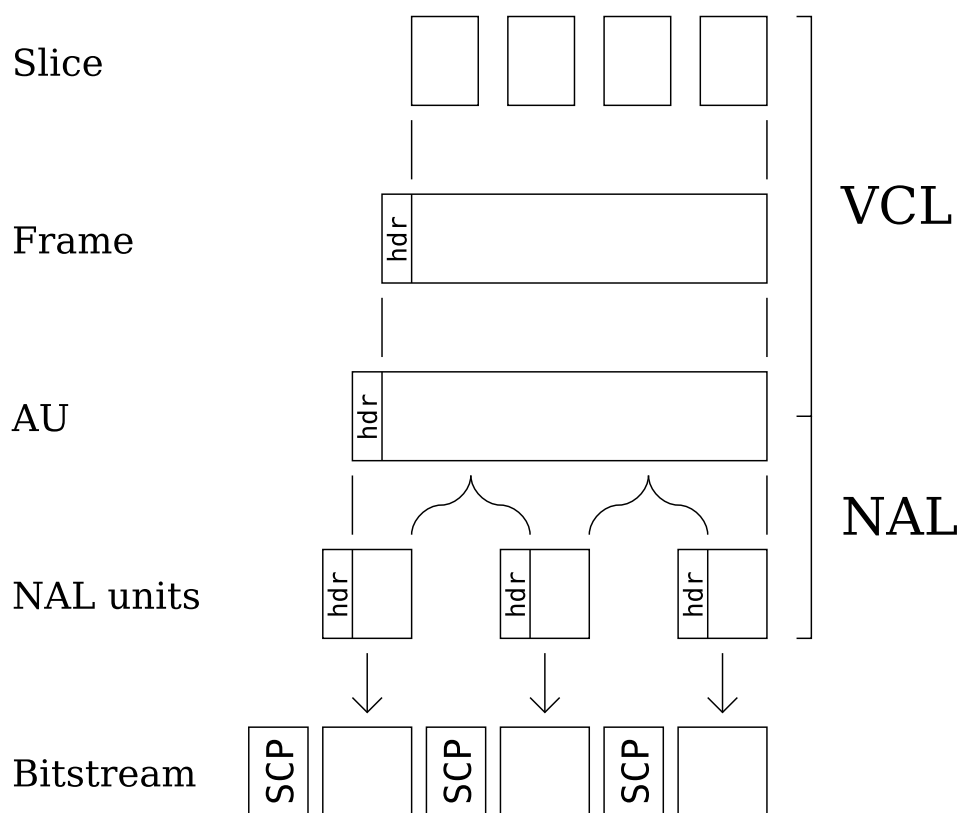 Slice
VCL
Frame
hdr
AU
hdr
NAL
NAL units
hdr
hdr
hdr
Bitstream
SCP
SCP
SCP